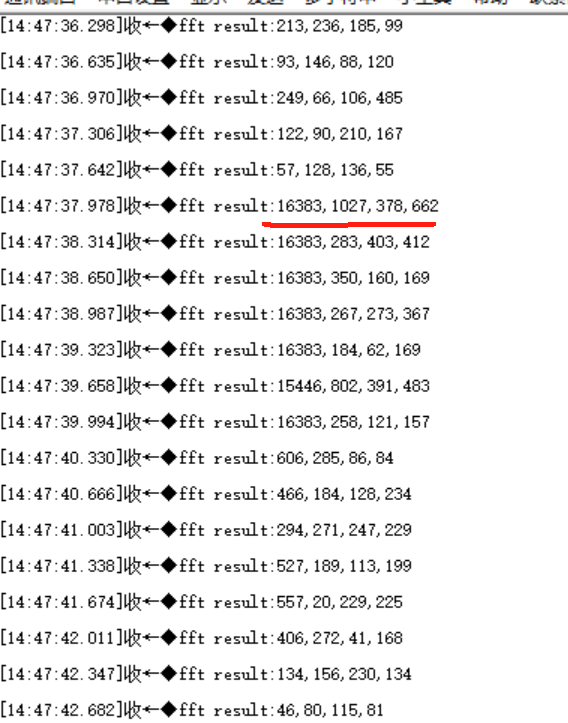 [14:47:36.298]收←◆fft result:213,236,185,99
[14:47:36.635]收←◆fft result:93,146,88,120
[14:47:36.970]收←◆fft result:249,66,106,485
[14:47:37.306]收←◆fft result:122,90,210,167
[14:47:37.642]收←◆fft result:57,128,136,55
[14:47:37.978]收←◆fft result:16383,1027,378,662
[14:47:38.314]收←◆fft result:16383,283,403,412
[14:47:38.650]收←◆fft result:16383,350,160,169
[14:47:38.987]收←◆fft result:16383,267,273,367
[14:47:39.323]收←◆fft result:16383,184,62,169
[14:47:39.658]收←◆fft result:15446,802,391,483
[14:47:39.994]收←◆fft result:16383,258,121,157
[14:47:40.330]收←◆fft result:606,285,86,84
[14:47:40.666]收←◆fft result:466,184,128,234
[14:47:41.003]收←◆fft result:294,271,247,229
[14:47:41.338]收←◆fft result:527,189,113,199
[14:47:41.674]收←◆fft result:557,20,229,225
[14:47:42.011]收←◆fft result:406,272,41,168
[14:47:42.347]收←◆fft result:134,156,230,134
[14:47:42.682]收←◆fft result:46,80,115,81